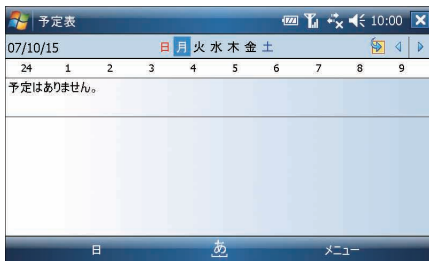 予定表 10:00
07/10/15 日 月 火 水 木 金 土
24 1 2 3 4 5 6 7 8 9
予定はありません。
日 あ メニュー